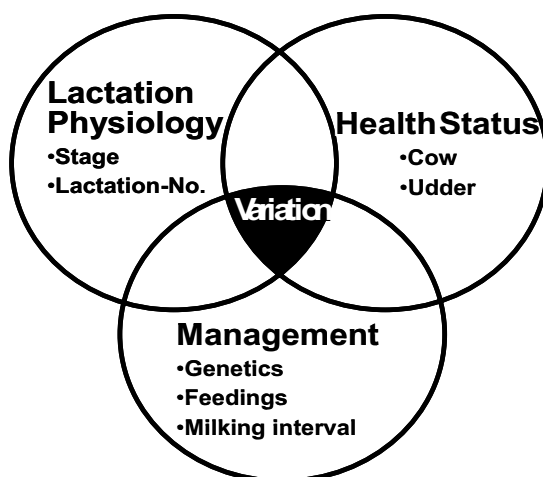 Lactation
Physiology
•Stage
•Lactation-No.
Health Status
•Cow
•Udder
Variation
Management
•Genetics
•Feedings
•Milking interval